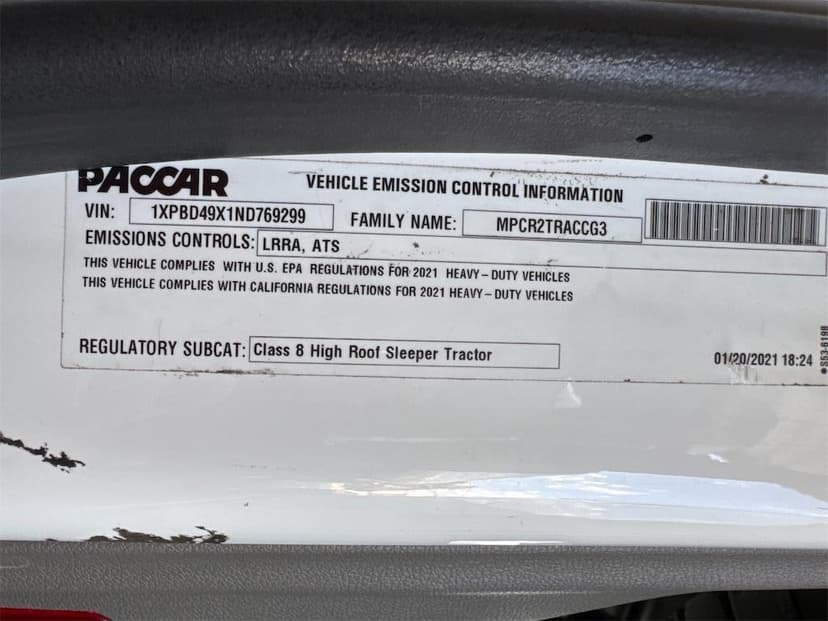 PACCAR VEHICLE EMISSION CONTROL INFORMATION
VIN: 1XPBD49X1ND769299 FAMILY NAME: MPCR2TRACCG3
EMISSIONS CONTROLS: LRRA, ATS
THIS VEHICLE COMPLIES WITH U.S. EPA REGULATIONS FOR 2021 HEAVY-DUTY VEHICLES
THIS VEHICLE COMPLIES WITH CALIFORNIA REGULATIONS FOR 2021 HEAVY-DUTY VEHICLES
REGULATORY SUBCAT: Class 8 High Roof Sleeper Tractor
01/20/2021 18:24
S53-6198